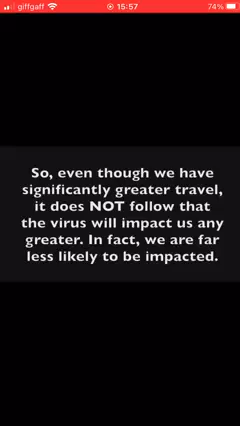 giffgaff 15:57 74%
So, even though we have
significantly greater travel,
it does NOT follow that
the virus will impact us any
greater. In fact, we are far
less likely to be impacted.